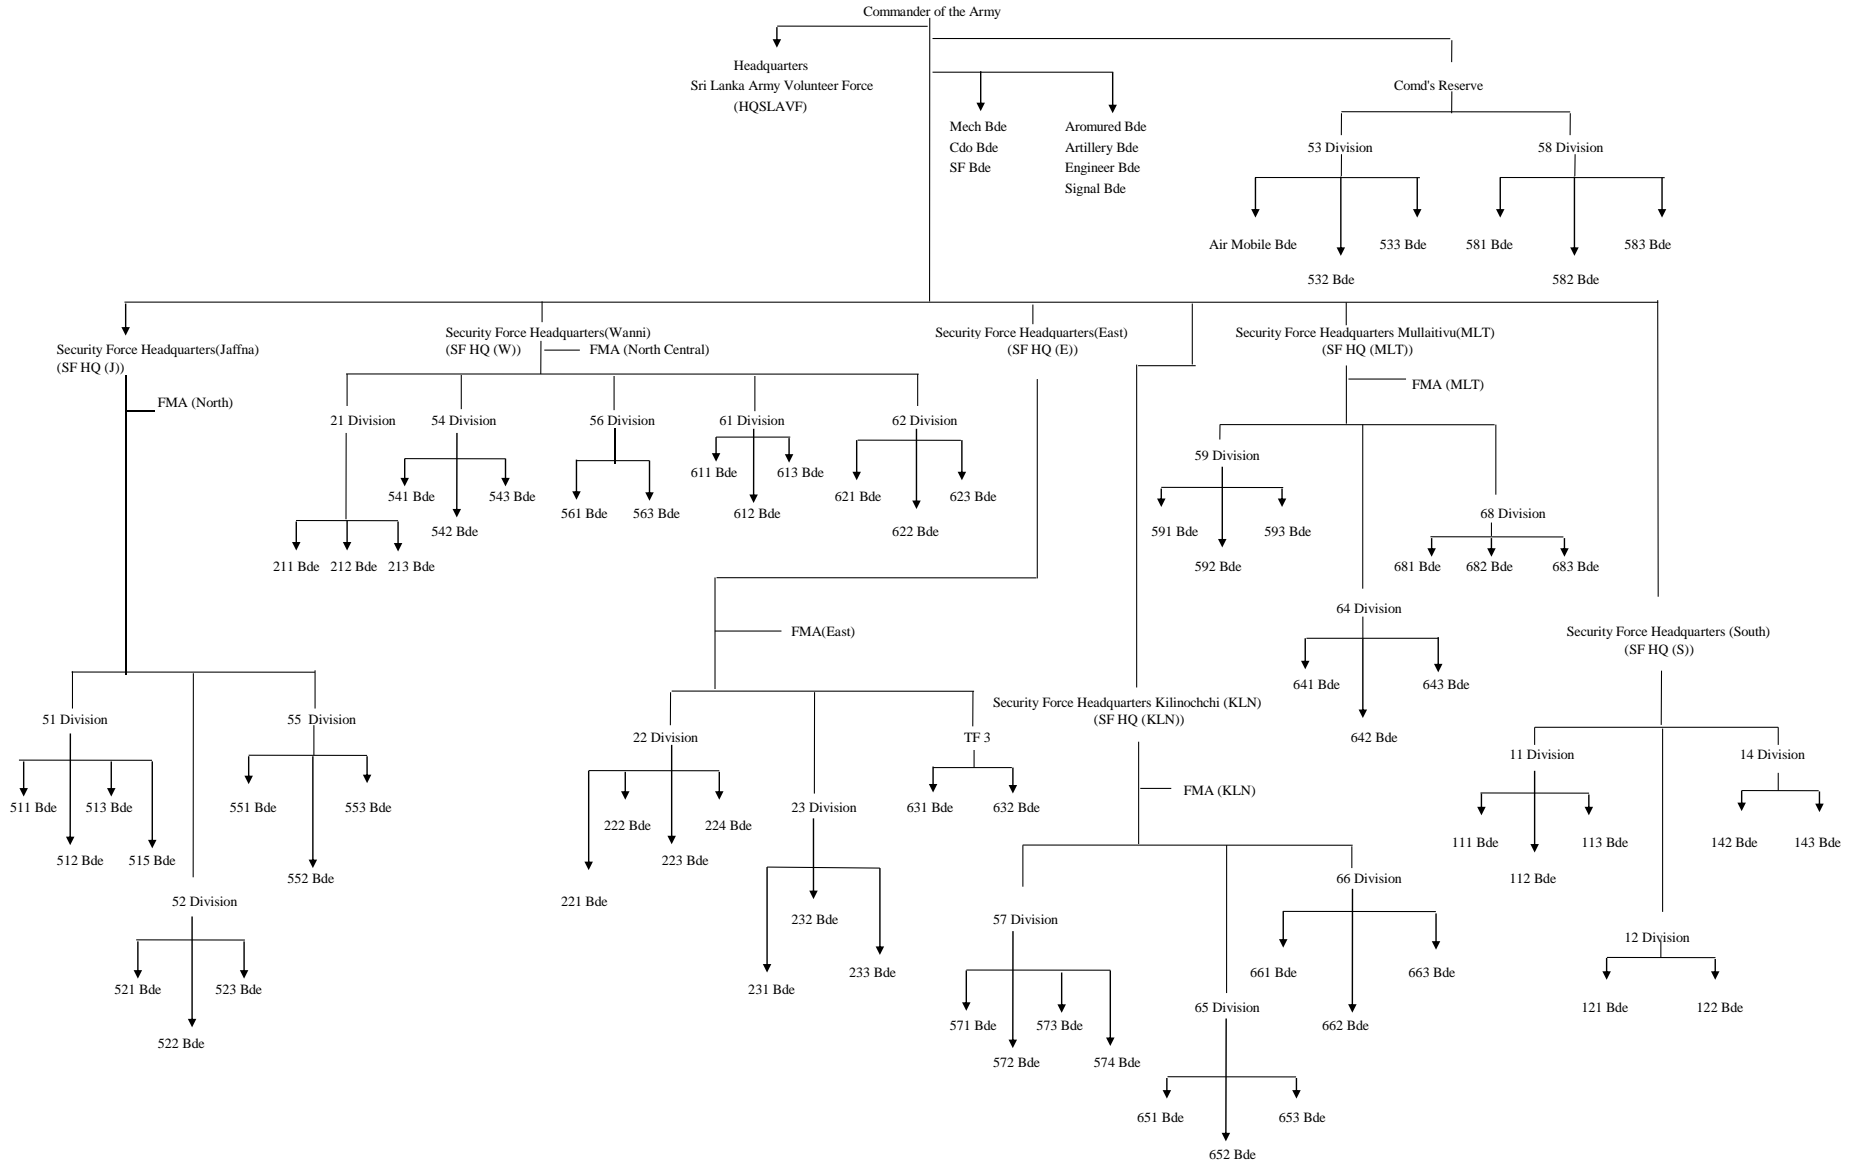 Commander of the Army
Headquarters
Sri Lanka Army Volunteer Force
(HQSLAVF)
Mech Bde
Cdo Bde
SF Bde
Aromured Bde
Artillery Bde
Engineer Bde
Signal Bde
Comd's Reserve
53 Division
58 Division
Air Mobile Bde
533 Bde
581 Bde
583 Bde
532 Bde
582 Bde
Security Force Headquarters(Jaffna)
(SF HQ (J))
FMA (North)
51 Division
55 Division
511 Bde
513 Bde
512 Bde
515 Bde
551 Bde
553 Bde
552 Bde
52 Division
521 Bde
523 Bde
522 Bde
Security Force Headquarters(Wanni)
(SF HQ (W))
FMA (North Central)
21 Division
54 Division
56 Division
61 Division
62 Division
211 Bde
212 Bde
213 Bde
541 Bde
543 Bde
542 Bde
561 Bde
563 Bde
611 Bde
613 Bde
612 Bde
621 Bde
623 Bde
622 Bde
Security Force Headquarters(East)
(SF HQ (E))
FMA(East)
22 Division
23 Division
TF 3
222 Bde
224 Bde
223 Bde
221 Bde
232 Bde
233 Bde
231 Bde
631 Bde
632 Bde
Security Force Headquarters Kilinochchi (KLN)
(SF HQ (KLN))
FMA (KLN)
57 Division
66 Division
65 Division
571 Bde
573 Bde
572 Bde
574 Bde
661 Bde
663 Bde
662 Bde
651 Bde
653 Bde
652 Bde
Security Force Headquarters Mullaitivu(MLT)
(SF HQ (MLT))
FMA (MLT)
59 Division
68 Division
64 Division
591 Bde
593 Bde
592 Bde
681 Bde
682 Bde
683 Bde
641 Bde
643 Bde
642 Bde
Security Force Headquarters (South)
(SF HQ (S))
11 Division
14 Division
12 Division
111 Bde
113 Bde
112 Bde
142 Bde
143 Bde
121 Bde
122 Bde